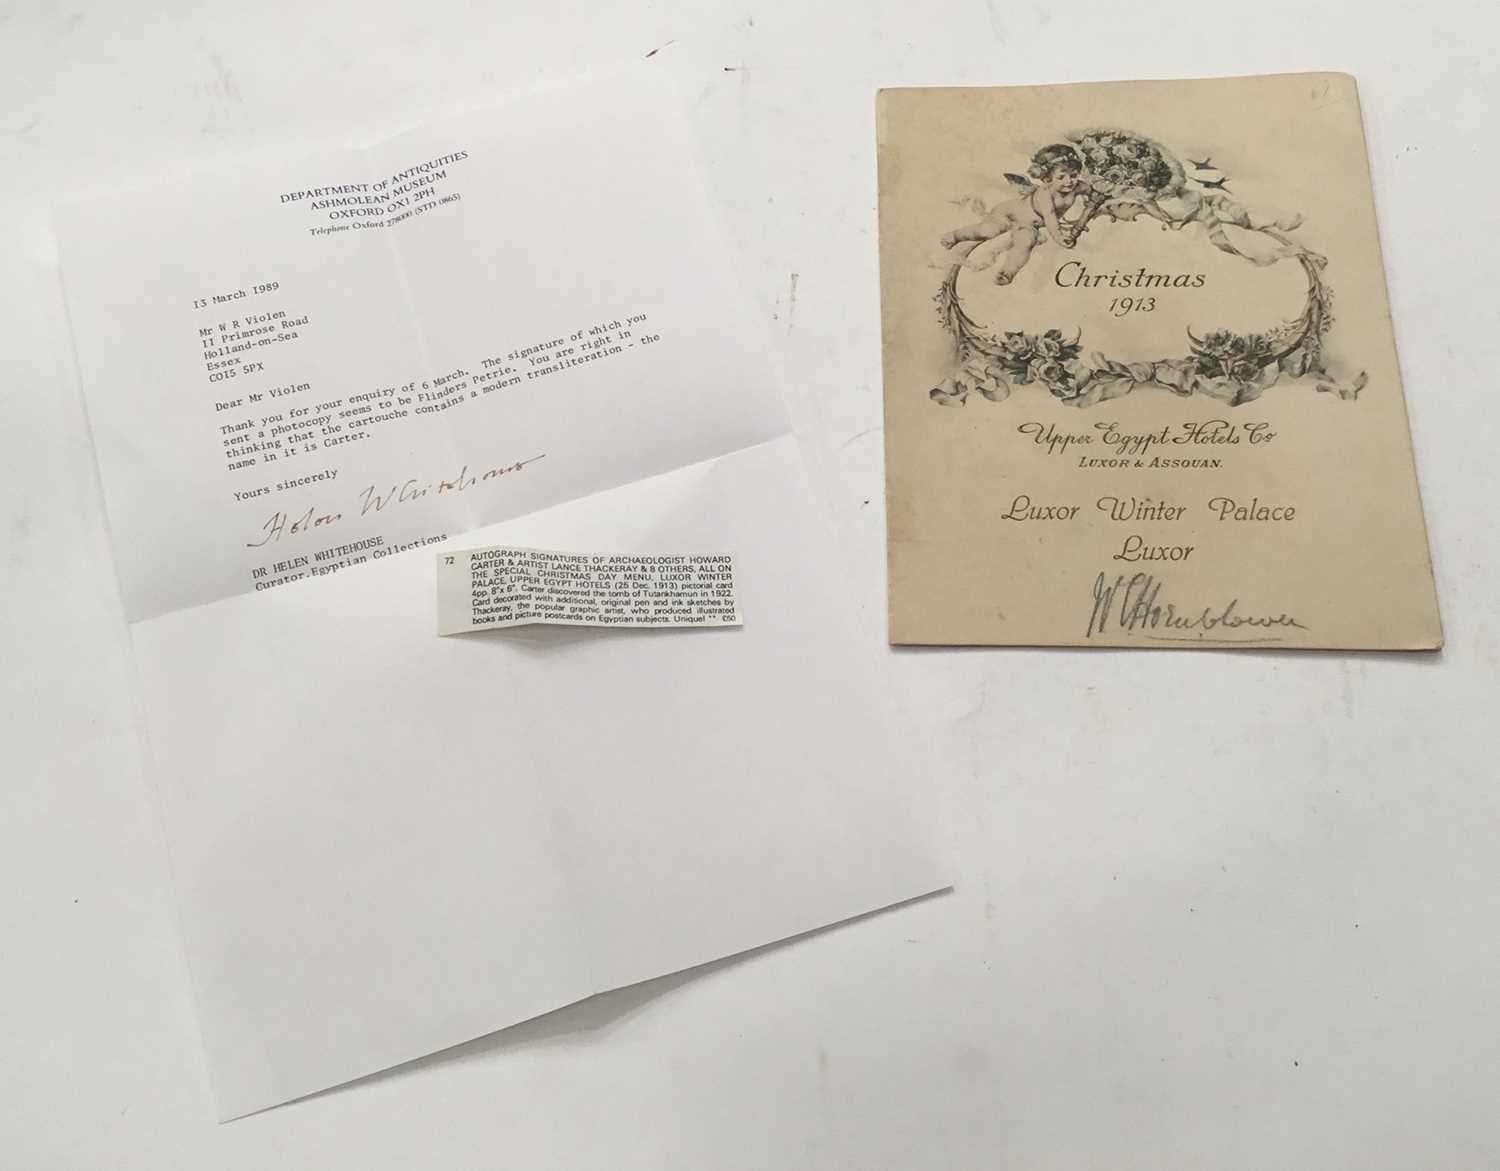 DEPARTMENT OF ANTIQUITIES
ASHMOLEAN MUSEUM
OXFORD OX1 2PH
Telephone Oxford 278000 (STD 0865)
13 March 1989
Mr W R Violen
11 Primrose Road
Holland-on-Sea
Essex
CO15 5PX
Dear Mr Violen
Thank you for your enquiry of 6 March. The signature of which you
sent a photocopy seems to be Flinders Petrie. You are right in
thinking that the cartouche contains a modern transliteration - the
name in it is Carter.
Yours sincerely
Helen Whitehouse
DR HELEN WHITEHOUSE
Curator, Egyptian Collections
72 AUTOGRAPH SIGNATURES OF ARCHAEOLOGIST HOWARD
CARTER & ARTIST LANCE THACKERAY & 8 OTHERS, ALL ON
THE SPECIAL CHRISTMAS DAY MENU, LUXOR WINTER
PALACE, UPPER EGYPT HOTELS (25 Dec. 1913) pictorial card
4pp. 8"x 6". Carter discovered the tomb of Tutankhamun in 1922.
Card decorated with additional, original pen and ink sketches by
Thackeray, the popular graphic artist, who produced illustrated
books and picture postcards on Egyptian subjects. Unique! ** £50
Christmas
1913
Upper Egypt Hotels Co
LUXOR & ASSOUAN.
Luxor Winter Palace
Luxor
W E Hornblower